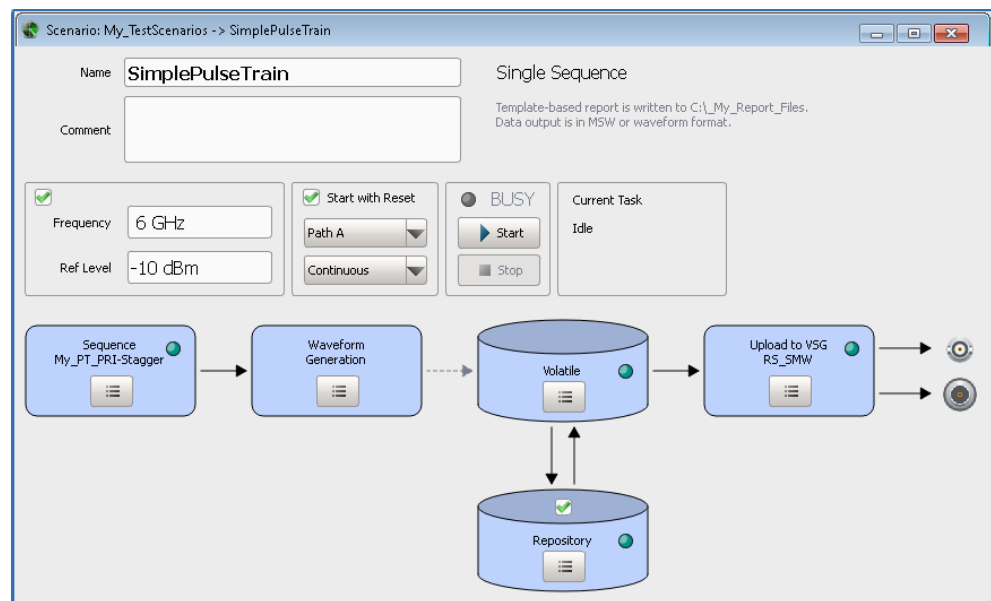 Scenario: My_TestScenarios -> SimplePulseTrain
Name
SimplePulseTrain
Single Sequence
Template-based report is written to C:\_My_Report_Files.
Data output is in MSW or waveform format.
Comment
Frequency
6 GHz
Ref Level
-10 dBm
Start with Reset
Path A
Continuous
BUSY
Start
Stop
Current Task
Idle
Sequence
My_PT_PRI-Stagger
Waveform
Generation
Volatile
Upload to VSG
RS_SMW
Repository